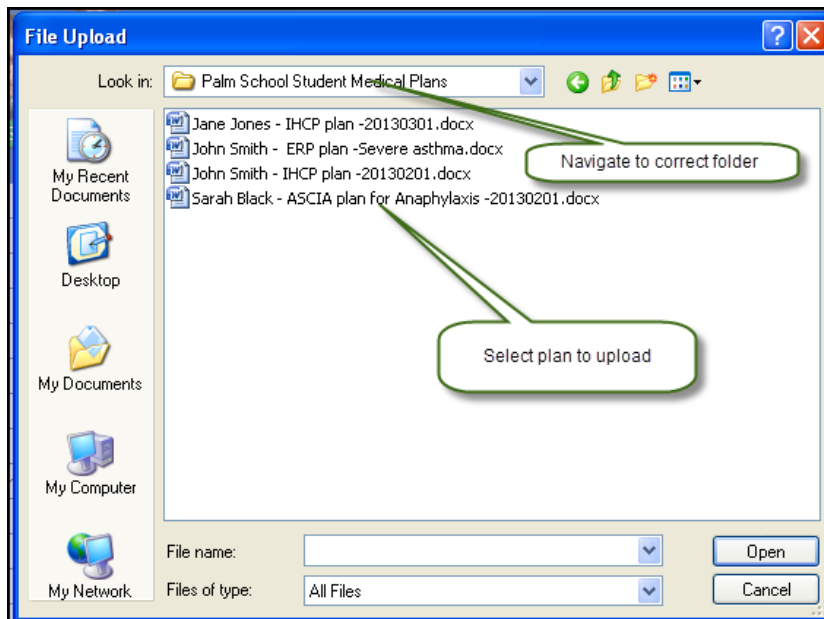 File Upload
Look in: Palm School Student Medical Plans
Jane Jones - IHCP plan -20130301.docx
John Smith -  ERP plan -Severe asthma.docx
John Smith - IHCP plan -20130201.docx
Sarah Black - ASCIA plan for Anaphylaxis -20130201.docx
Navigate to correct folder
Select plan to upload
My Recent
Documents
Desktop
My Documents
My Computer
My Network
File name:
Open
Files of type: All Files
Cancel